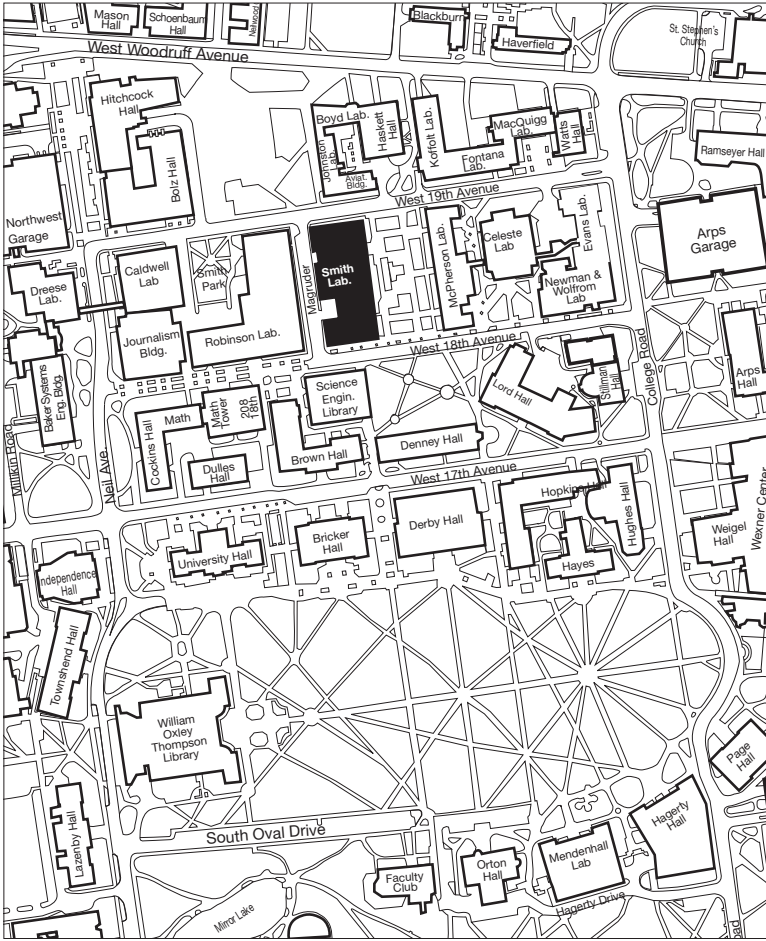 Mason
Hall
Schoenbaum
Hall
Neilwood
Blackburn
Haverfield
St. Stephen's
Church
West Woodruff Avenue
Hitchcock
Hall
Bolz Hall
Boyd Lab.
Haskett
Hall
Johnston
Lab.
Aviat.
Bldg.
Koffolt Lab.
MacQuigg
Lab.
Watts
Hall
Fontana
Lab.
Ramseyer Hall
West 19th Avenue
Northwest
Garage
Dreese
Lab.
Caldwell
Lab
Smith
Park
Magruder
Smith
Lab.
McPherson Lab.
Celeste
Lab
Evans Lab.
Newman &
Wolfrom
Lab
Arps
Garage
Journalism
Bldg.
Robinson Lab.
West 18th Avenue
College Road
Baker Systems
Eng. Bldg.
Millikin Road
Neil Ave.
Cockins Hall
Math
Math
Tower
208
18th
Science
Engin.
Library
Lord Hall
Stillman
Hall
Arps
Hall
Dulles
Hall
Brown Hall
Denney Hall
West 17th Avenue
Hopkins Hall
Hughes Hall
Weigel
Hall
Wexner Center
University Hall
Bricker
Hall
Derby Hall
Hayes
Independence
Hall
Townshend Hall
William
Oxley
Thompson
Library
Page
Hall
Lazenby Hall
South Oval Drive
Hagerty
Hall
Faculty
Club
Orton
Hall
Mendenhall
Lab
Hagerty Drive
Mirror Lake
oad